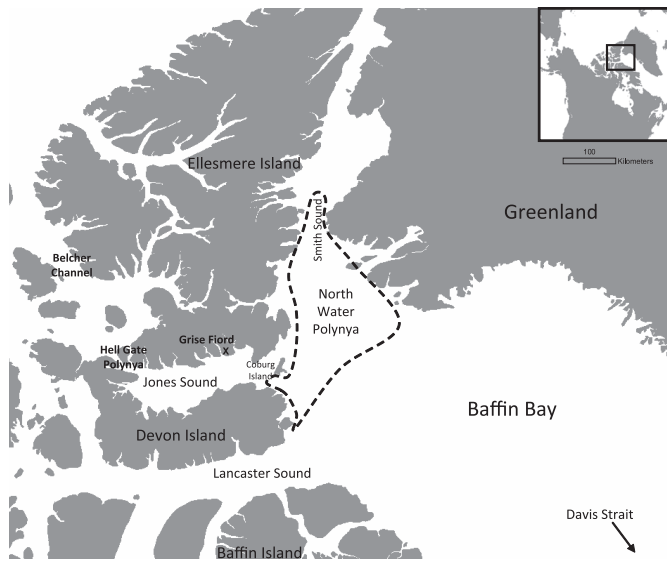 100
Kilometers
Ellesmere Island
Smith Sound
Greenland
Belcher
Channel
North
Water
Polynya
Grise Fiord
X
Hell Gate
Polynya
Coburg
Island
Jones Sound
Baffin Bay
Devon Island
Lancaster Sound
Davis Strait
Baffin Island